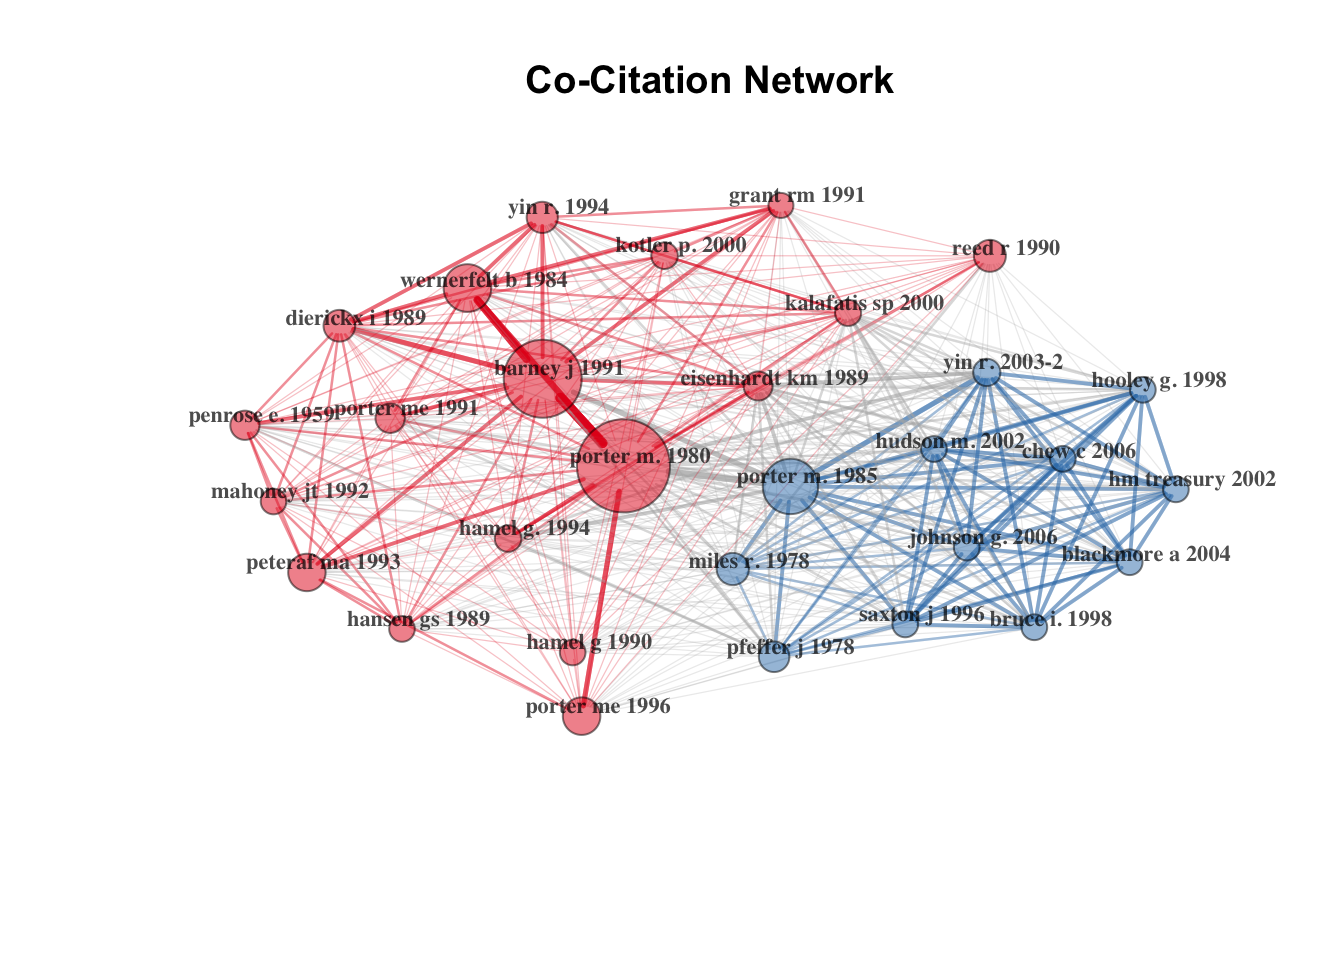 Co-Citation Network
grant rm 1991
yin r. 1994
kotler p. 2000
reed r 1990
wernerfelt b 1984
kalafatis sp 2000
dierickx i 1989
yin r. 2003-2
barney j 1991
eisenhardt km 1989
hooley g. 1998
penrose e. 1959
porter me 1991
hudson m. 2002
chew c 2006
porter m. 1980
porter m. 1985
hm treasury 2002
mahoney jt 1992
hamel g. 1994
johnson g. 2006
blackmore a 2004
peteraf ma 1993
miles r. 1978
hansen gs 1989
saxton j 1996
bruce i. 1998
hamel g 1990
pfeffer j 1978
porter me 1996